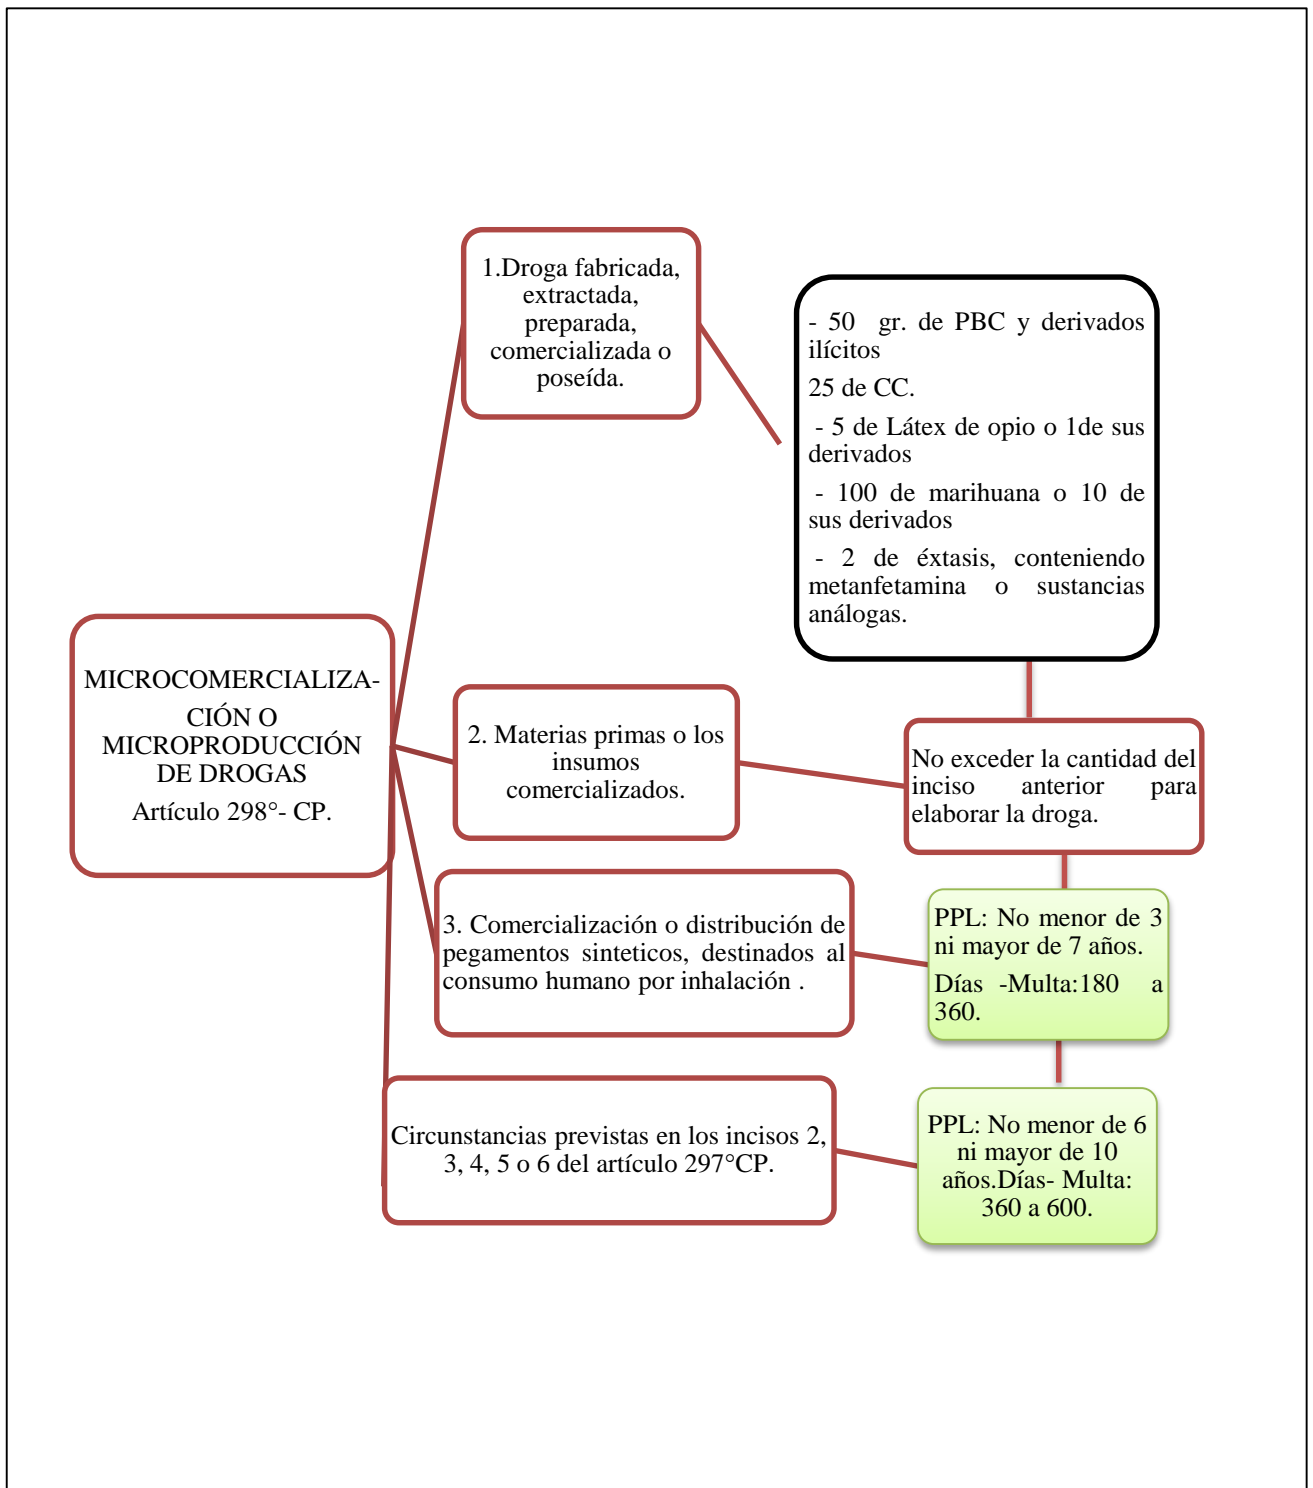 1.Droga fabricada,
extractada,
preparada,
comercializada o
poseída.
- 50 gr. de PBC y derivados
ilícitos
25 de CC.
- 5 de Látex de opio o 1de sus
derivados
- 100 de marihuana o 10 de
sus derivados
- 2 de éxtasis, conteniendo
metanfetamina o sustancias
análogas.
MICROCOMERCIALIZA-
CIÓN O
MICROPRODUCCIÓN
DE DROGAS
Artículo 298°- CP.
2. Materias primas o los
insumos
comercializados.
No exceder la cantidad del
inciso anterior para
elaborar la droga.
3. Comercialización o distribución de
pegamentos sinteticos, destinados al
consumo humano por inhalación .
PPL: No menor de 3
ni mayor de 7 años.
Días -Multa:180 a
360.
Circunstancias previstas en los incisos 2,
3, 4, 5 o 6 del artículo 297°CP.
PPL: No menor de 6
ni mayor de 10
años.Días- Multa:
360 a 600.